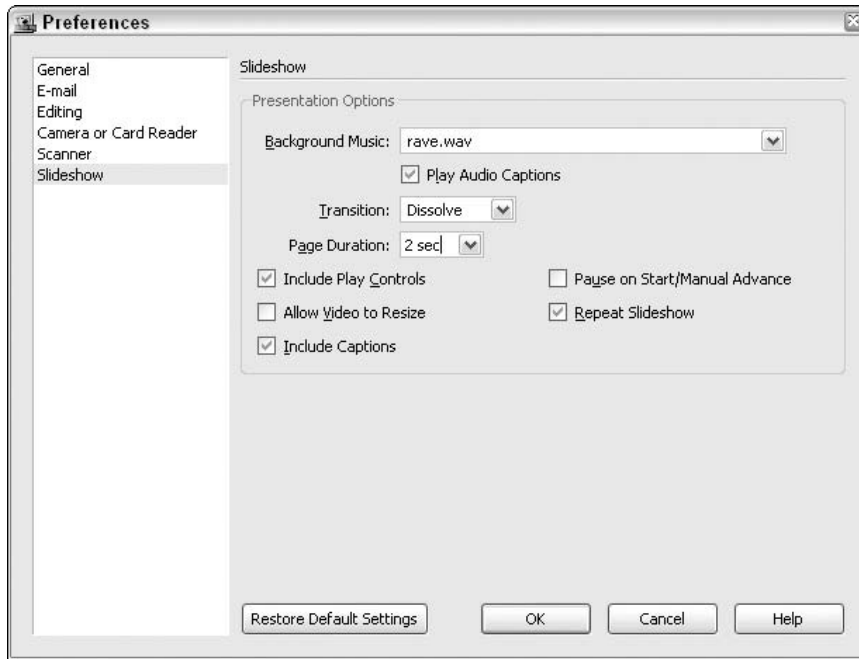 Preferences
General
E-mail
Editing
Camera or Card Reader
Scanner
Slideshow
Slideshow
Presentation Options
Background Music: rave.wav
Play Audio Captions
Transition: Dissolve
Page Duration: 2 sec
Include Play Controls
Pause on Start/Manual Advance
Allow Video to Resize
Repeat Slideshow
Include Captions
Restore Default Settings
OK
Cancel
Help